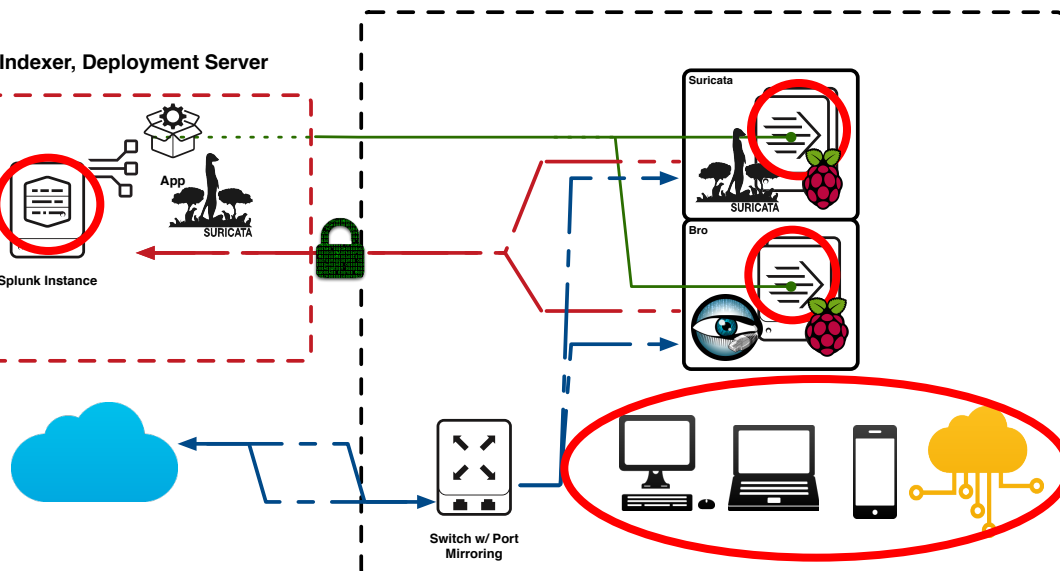 Indexer, Deployment Server
App
SURICATA
Splunk Instance
Suricata
SURICATA
Bro
Switch w/ Port
Mirroring